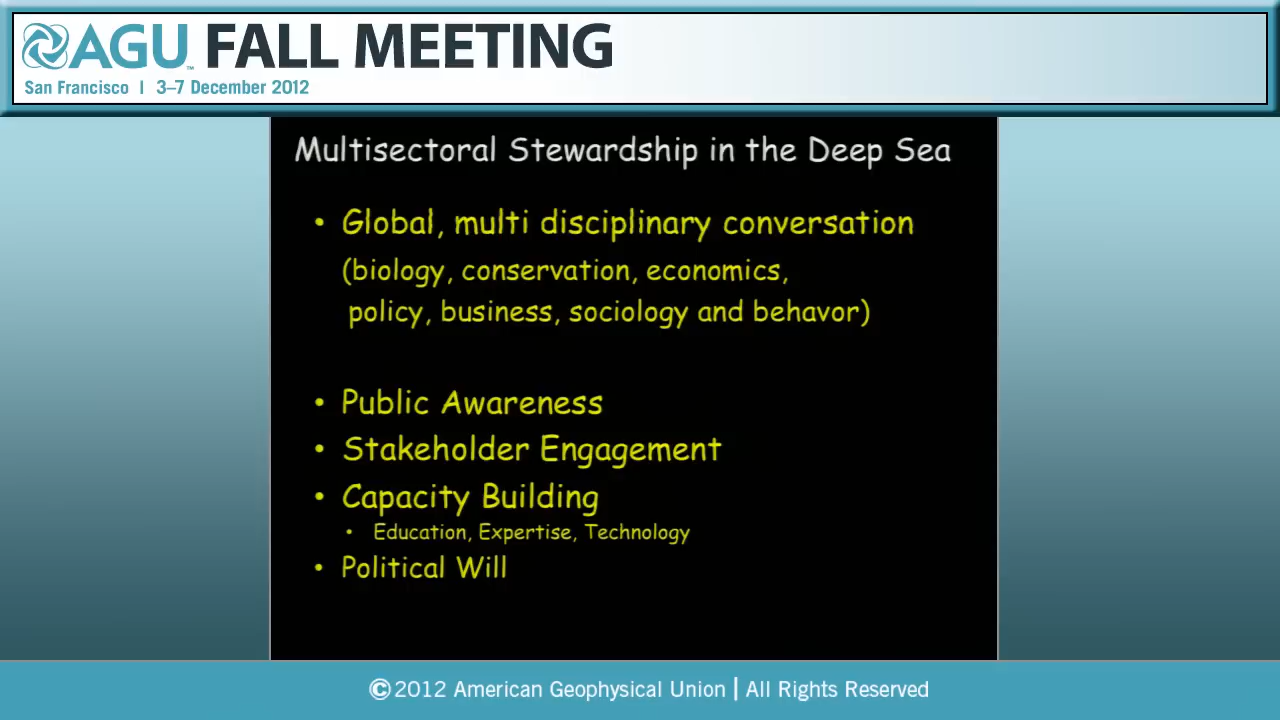 AGU™ FALL MEETING
San Francisco | 3–7 December 2012
Multisectoral Stewardship in the Deep Sea
• Global, multi disciplinary conversation
(biology, conservation, economics,
policy, business, sociology and behavor)
• Public Awareness
• Stakeholder Engagement
• Capacity Building
• Education, Expertise, Technology
• Political Will
©2012 American Geophysical Union | All Rights Reserved